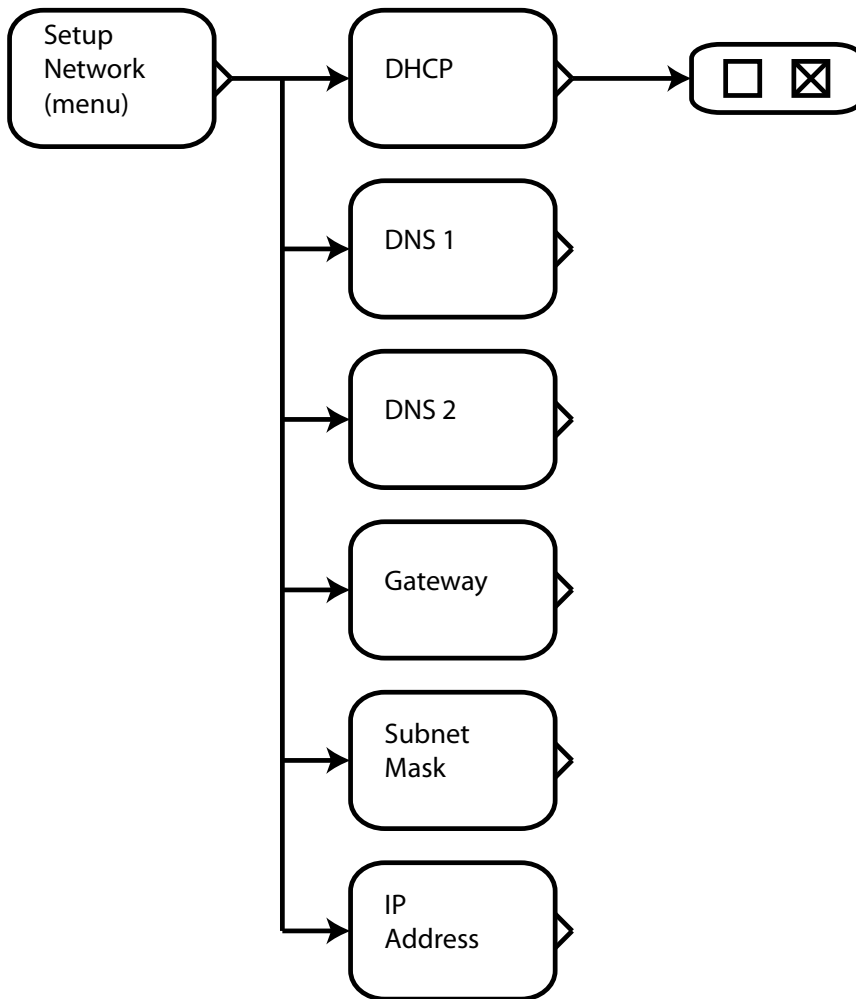 Setup
Network
(menu)
DHCP
DNS 1
DNS 2
Gateway
Subnet
Mask
IP
Address